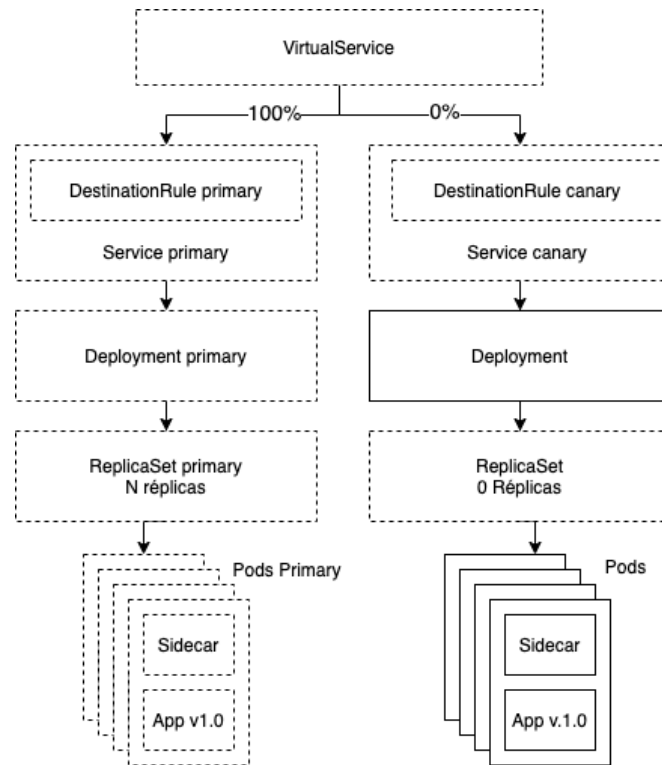 VirtualService
100%
0%
DestinationRule primary
DestinationRule canary
Service primary
Service canary
Deployment primary
Deployment
ReplicaSet primary
N réplicas
ReplicaSet
0 Réplicas
Pods Primary
Pods
Sidecar
Sidecar
App v1.0
App v.1.0